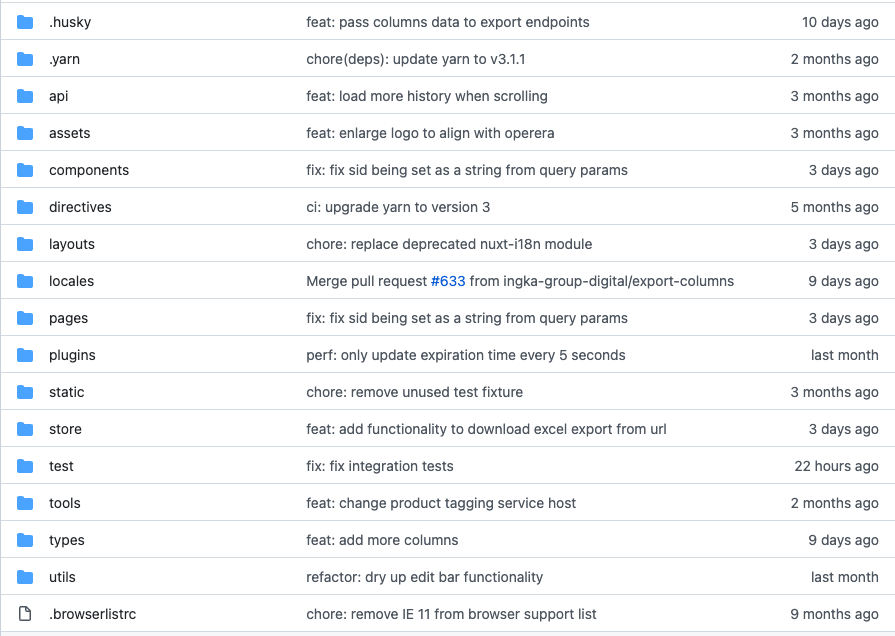 .husky feat: pass columns data to export endpoints 10 days ago
.yarn chore(deps): update yarn to v3.1.1 2 months ago
api feat: load more history when scrolling 3 months ago
assets feat: enlarge logo to align with operera 3 months ago
components fix: fix sid being set as a string from query params 3 days ago
directives ci: upgrade yarn to version 3 5 months ago
layouts chore: replace deprecated nuxt-i18n module 3 days ago
locales Merge pull request #633 from ingka-group-digital/export-columns 9 days ago
pages fix: fix sid being set as a string from query params 3 days ago
plugins perf: only update expiration time every 5 seconds last month
static chore: remove unused test fixture 3 months ago
store feat: add functionality to download excel export from url 3 days ago
test fix: fix integration tests 22 hours ago
tools feat: change product tagging service host 2 months ago
types feat: add more columns 9 days ago
utils refactor: dry up edit bar functionality last month
.browserlistrc chore: remove IE 11 from browser support list 9 months ago